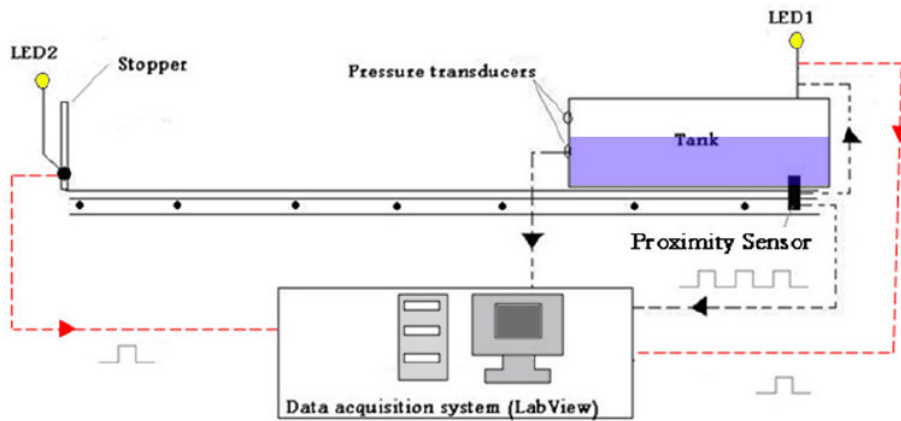 LED1
LED2
Stopper
Pressure transducers
Tank
Proximity Sensor
Data acquisition system (LabView)